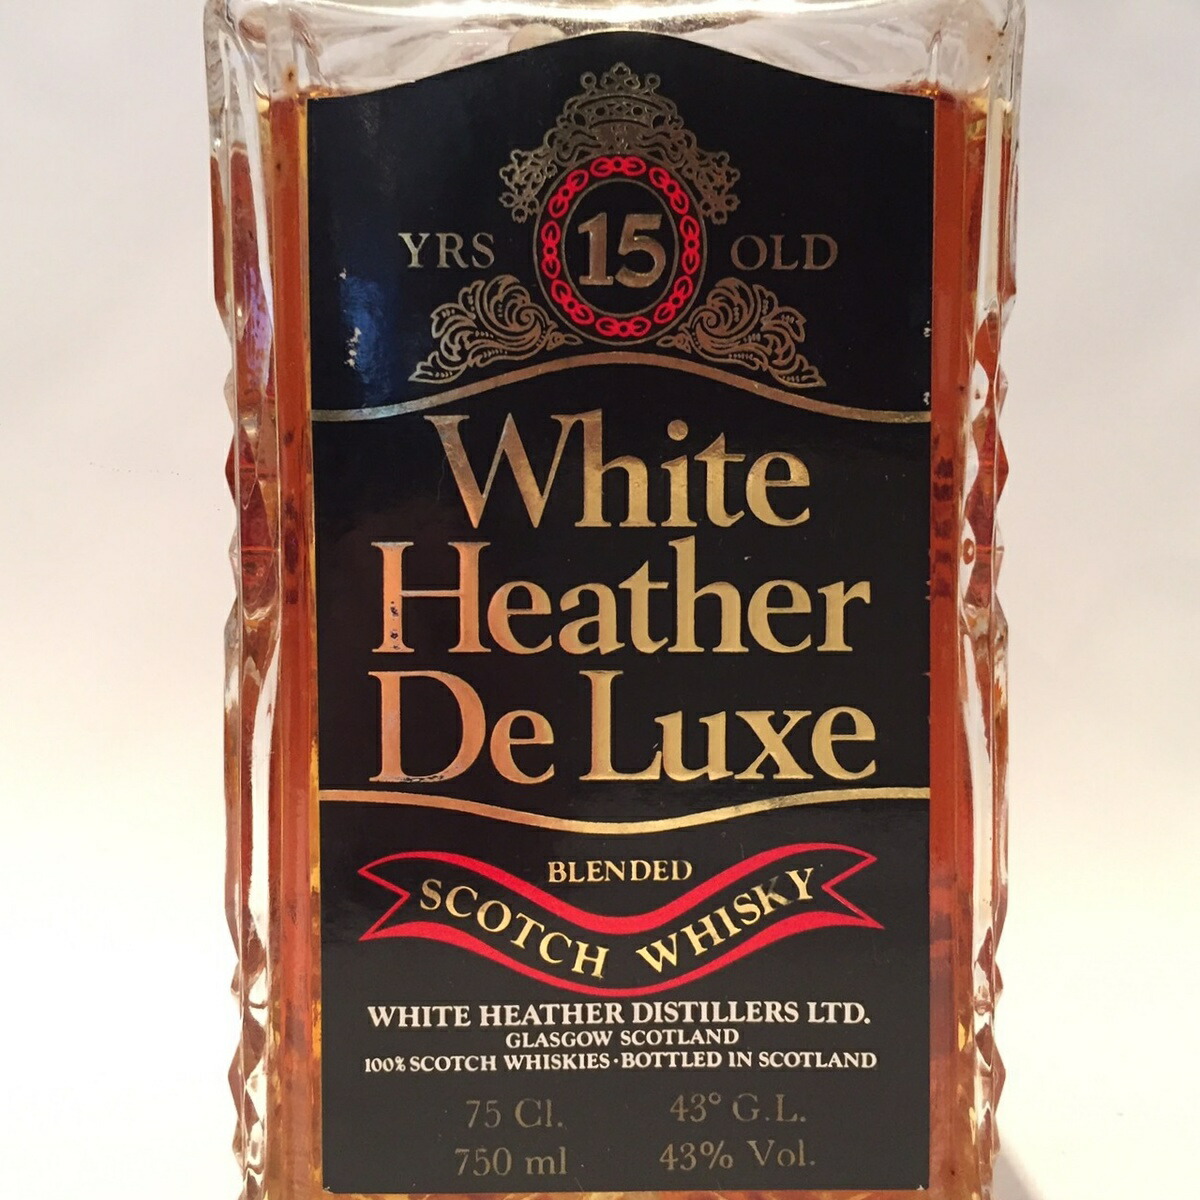 YRS 15 OLD
White
Heather
De Luxe
BLENDED
SCOTCH WHISKY
WHITE HEATHER DISTILLERS LTD.
GLASGOW SCOTLAND
100% SCOTCH WHISKIES · BOTTLED IN SCOTLAND
75 Cl. 43° G.L.
750 ml 43% Vol.